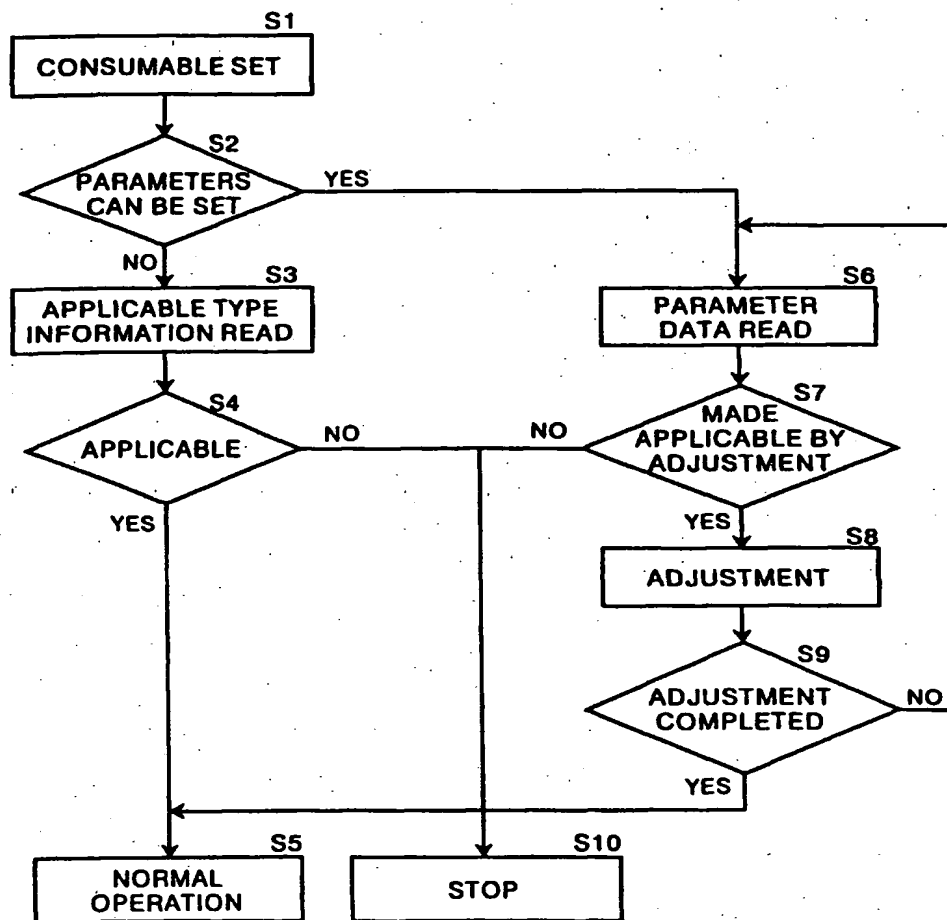 S1
CONSUMABLE SET
S2
PARAMETERS
CAN BE SET
YES
NO
S3
APPLICABLE TYPE
INFORMATION READ
S6
PARAMETER
DATA READ
S4
APPLICABLE
NO
YES
S7
MADE
APPLICABLE BY
ADJUSTMENT
NO
YES
S8
ADJUSTMENT
S9
ADJUSTMENT
COMPLETED
NO
YES
S5
NORMAL
OPERATION
S10
STOP